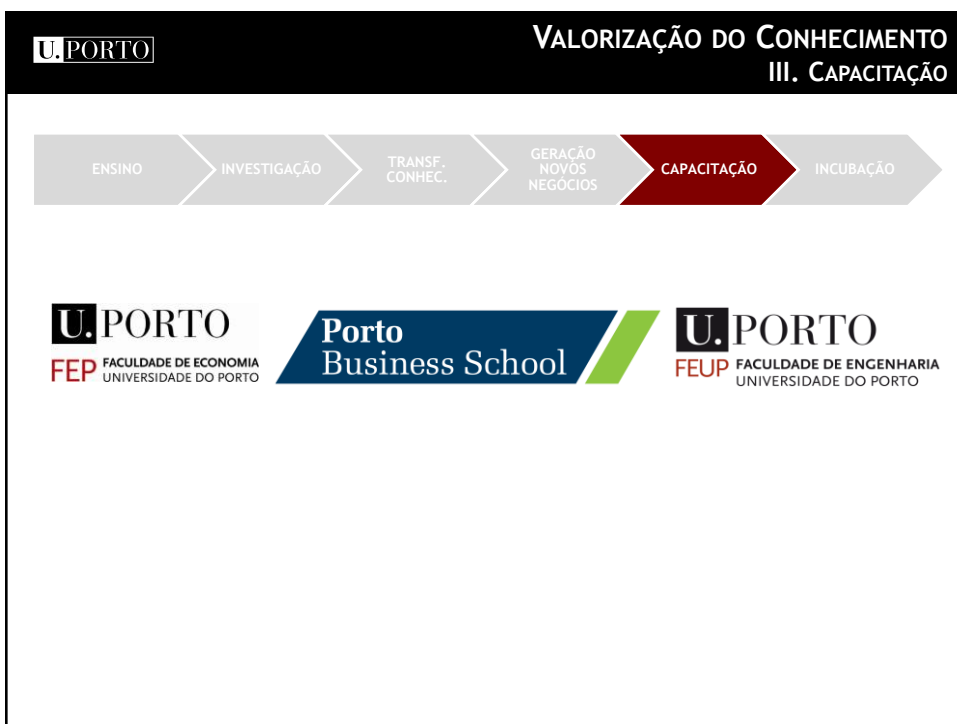 U.PORTO
VALORIZAÇÃO DO CONHECIMENTO
III. CAPACITAÇÃO
ENSINO
INVESTIGAÇÃO
TRANSF.
CONHEC.
GERAÇÃO
NOVOS
NEGÓCIOS
CAPACITAÇÃO
INCUBAÇÃO
U.PORTO
FEP FACULDADE DE ECONOMIA
UNIVERSIDADE DO PORTO
Porto
Business School
U.PORTO
FEUP FACULDADE DE ENGENHARIA
UNIVERSIDADE DO PORTO